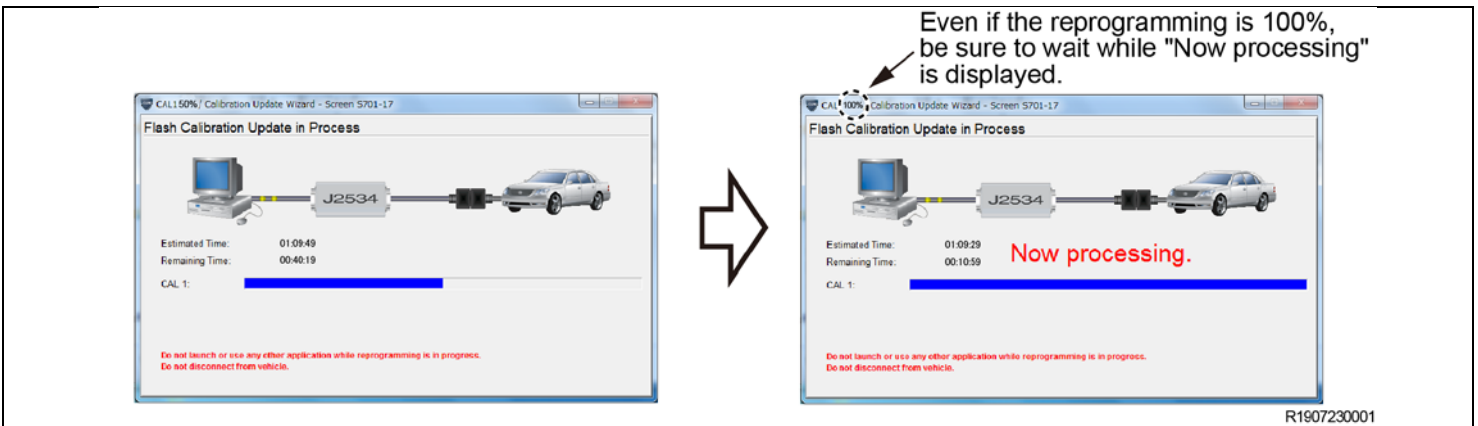 Even if the reprogramming is 100%,
be sure to wait while "Now processing"
is displayed.
CAL150%/ Calibration Update Wizard - Screen S701-17
Flash Calibration Update in Process
J2534
Estimated Time: 01:09:49
Remaining Time: 00:40:19
CAL 1:
Do not launch or use any other application while reprogramming is in progress.
Do not disconnect from vehicle.
CAL 100% Calibration Update Wizard - Screen S701-17
Flash Calibration Update in Process
J2534
Estimated Time: 01:09:29
Remaining Time: 00:10:59
Now processing.
CAL 1:
Do not launch or use any other application while reprogramming is in progress.
Do not disconnect from vehicle.
R1907230001